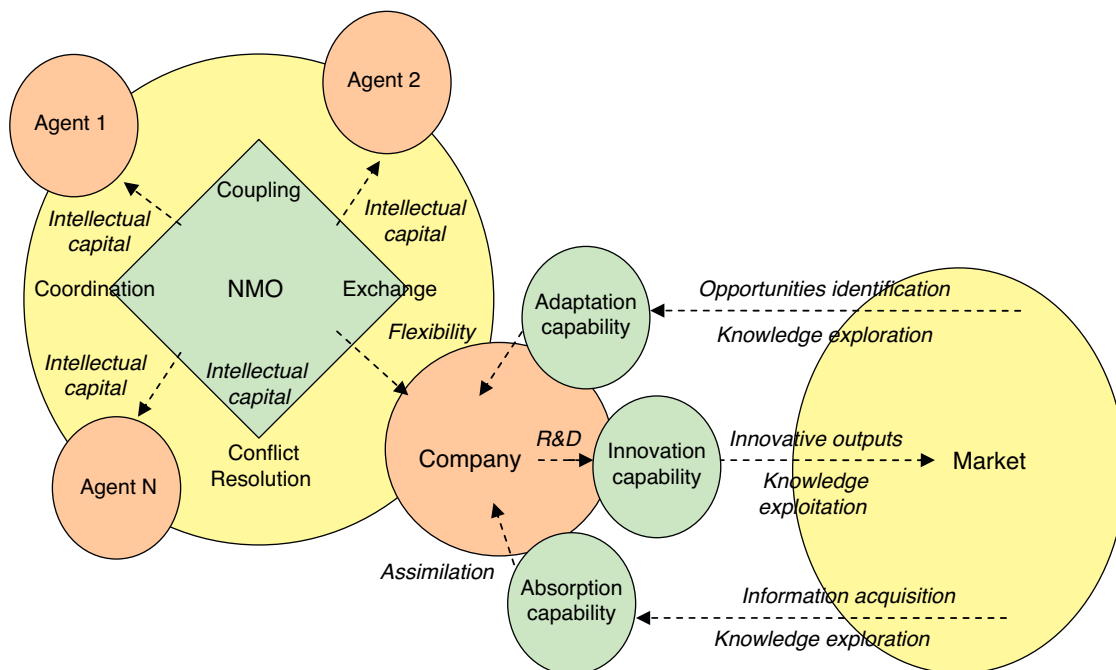 Agent 1
Agent 2
Coupling
Intellectual
capital
Intellectual
capital
Coordination
NMO
Exchange
Flexibility
Intellectual
capital
Intellectual
capital
Conflict
Resolution
Agent N
Company
R&D
Assimilation
Adaptation
capability
Innovation
capability
Absorption
capability
Opportunities identification
Knowledge exploration
Innovative outputs
Knowledge
exploitation
Market
Information acquisition
Knowledge exploration